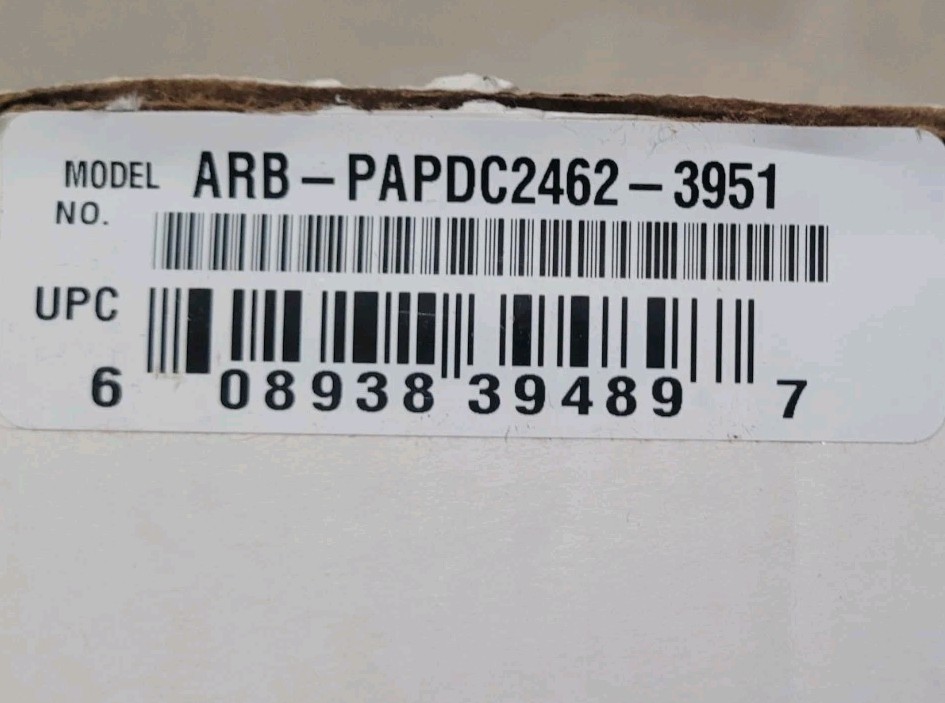 MODEL NO. ARB-PAPDC2462-3951
UPC
6 08938 39489 7